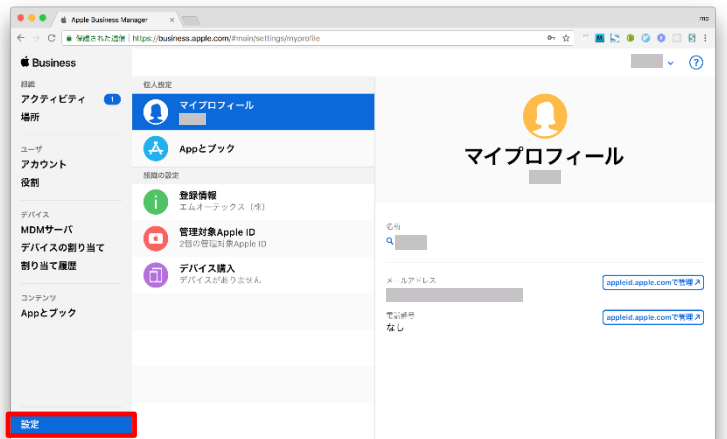 Apple Business Manager
ma
保護された通信 | https://business.apple.com/#main/settings/myprofile
Business
組織
アクティビティ 1
場所
ユーザ
アカウント
役割
デバイス
MDMサーバ
デバイスの割り当て
割り当て履歴
コンテンツ
Appとブック
設定
個人設定
マイプロフィール
Appとブック
組織の設定
登録情報
エムオーテックス（株）
管理対象Apple ID
2個の管理対象Apple ID
デバイス購入
デバイスがありません
?
マイプロフィール
名前
メールアドレス
appleid.apple.comで管理
電話番号
なし
appleid.apple.comで管理